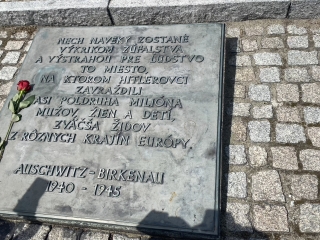 NECH NAVEKY ZOSTANE
VÝKRIKOM ZÚFALSTVA
A VÝSTRAHOU PRE ĽUDSTVO
TO MIESTO,
NA KTOROM HITLEROVCI
ZAVRAŽDILI
ASI PÔLDRUHA MILIÓNA
MUŽOV, ŽIEN A DETÍ,
ZVÄČŠA ŽIDOV
Z RÔZNYCH KRAJÍN EURÓPY.
AUSCHWITZ-BIRKENAU
1940 - 1945